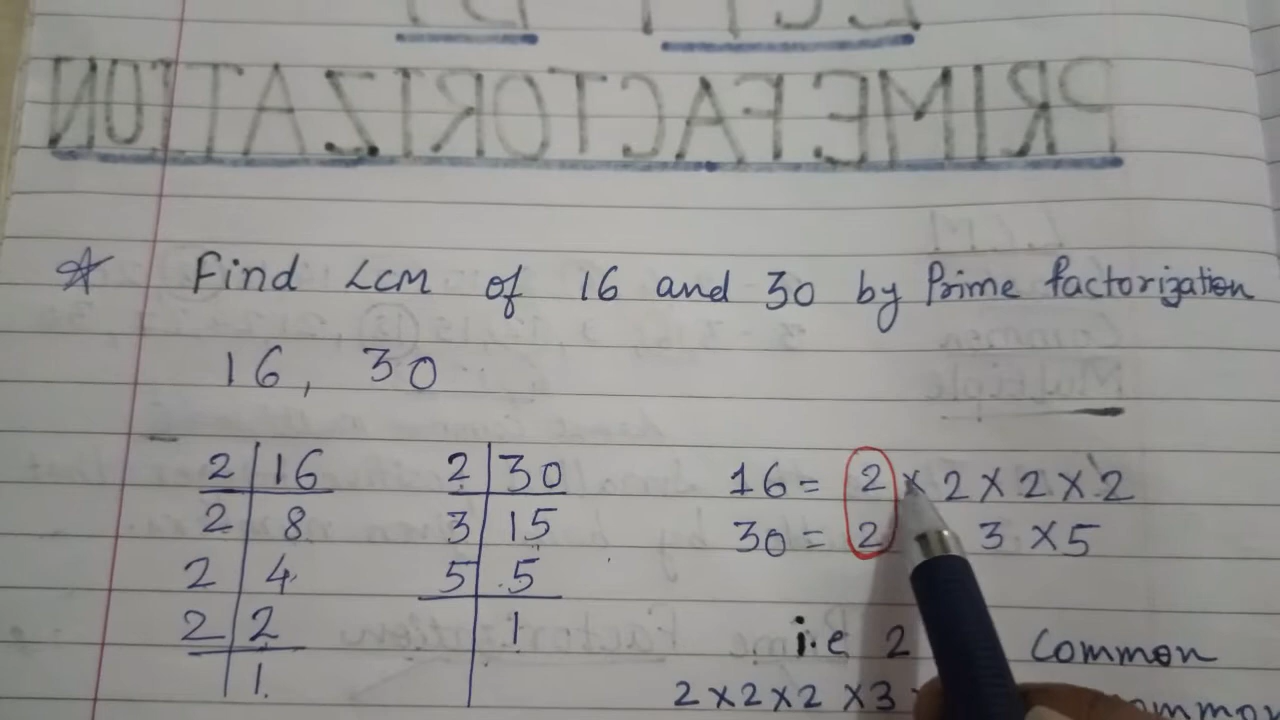 LCM BY
PRIME FACTORIZATION
Find LCM of 16 and 30 by Prime factorization
16, 30
2 | 16 2 | 30 16 = 2 × 2 × 2 × 2
2 | 8 3 | 15 30 = 2 3 × 5
2 | 4 5 | 5
2 | 2 1 i.e 2 Common
1 2 × 2 × 2 × 3